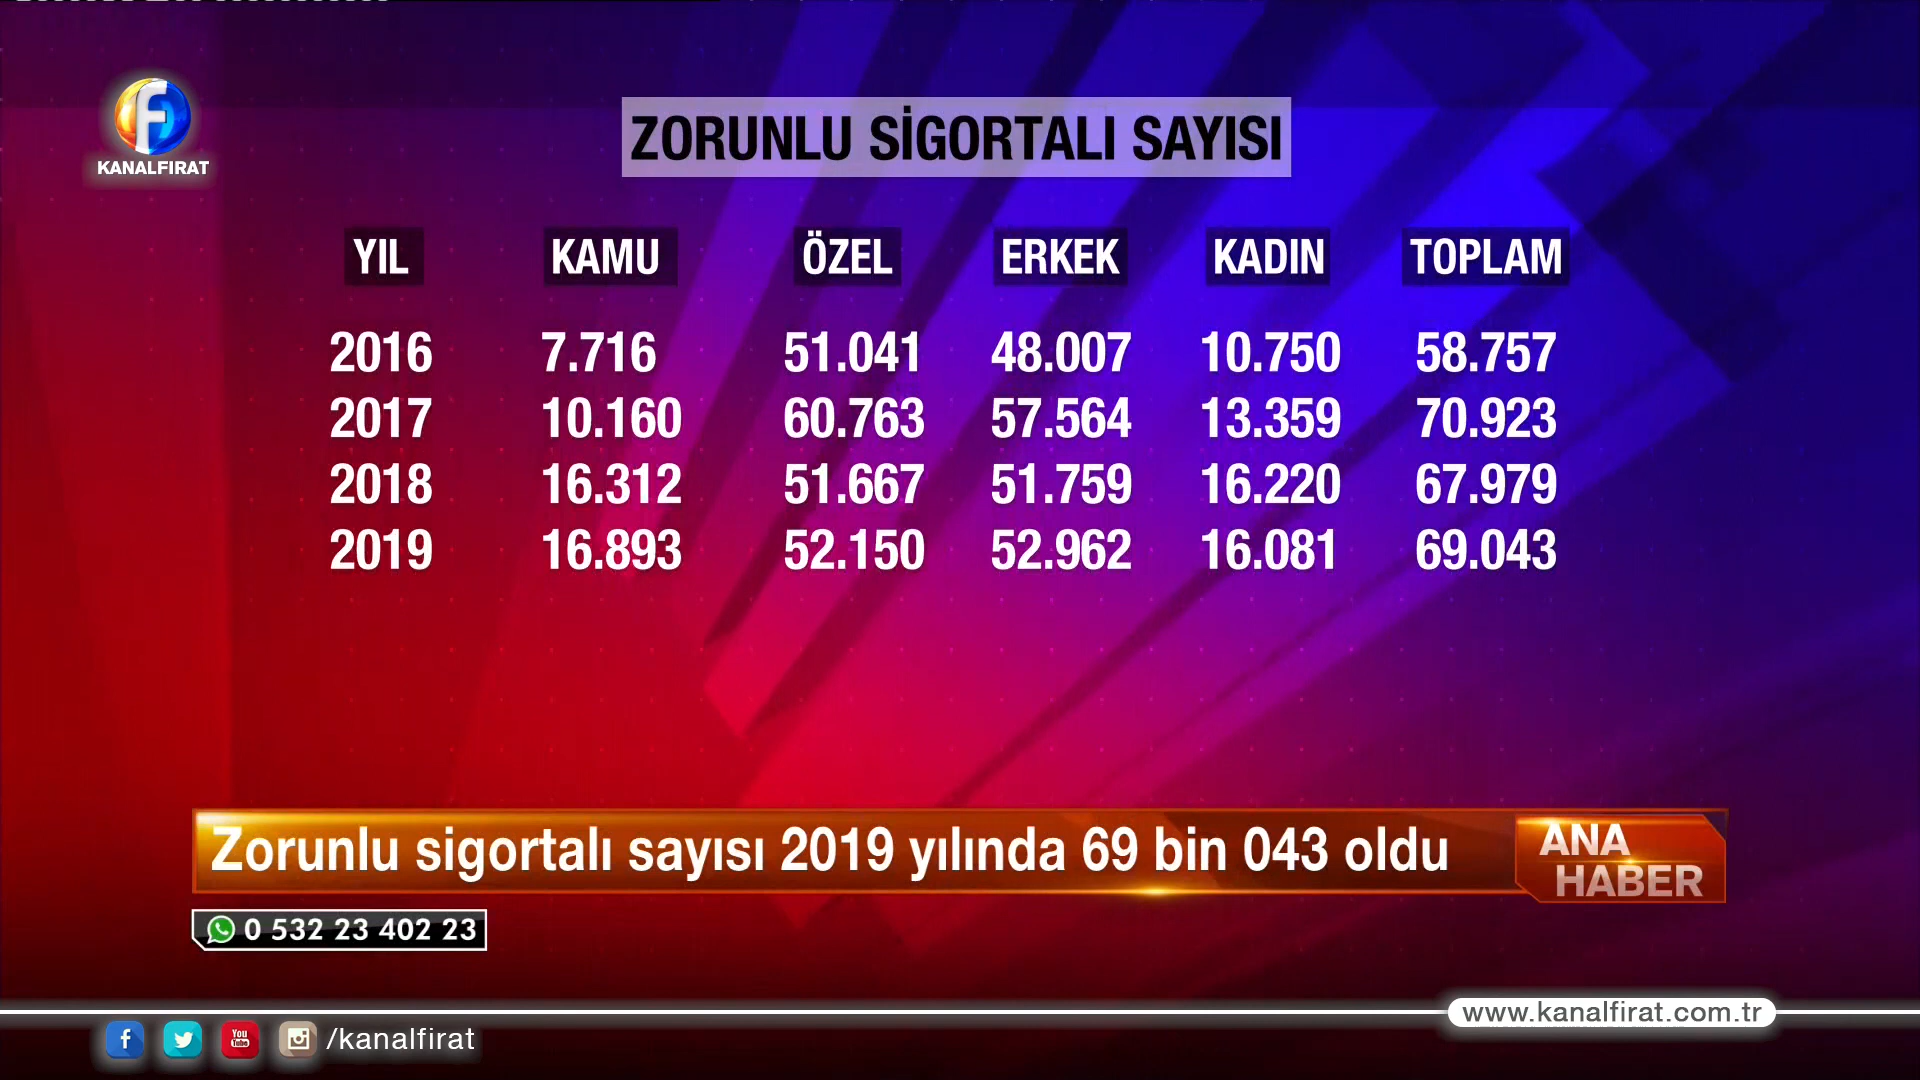 KANALFIRAT
ZORUNLU SİGORTALI SAYISI
YIL KAMU ÖZEL ERKEK KADIN TOPLAM
2016 7.716 51.041 48.007 10.750 58.757
2017 10.160 60.763 57.564 13.359 70.923
2018 16.312 51.667 51.759 16.220 67.979
2019 16.893 52.150 52.962 16.081 69.043
Zorunlu sigortalı sayısı 2019 yılında 69 bin 043 oldu
ANA
HABER
0 532 23 402 23
www.kanalfirat.com.tr
You
Tube
/kanalfirat